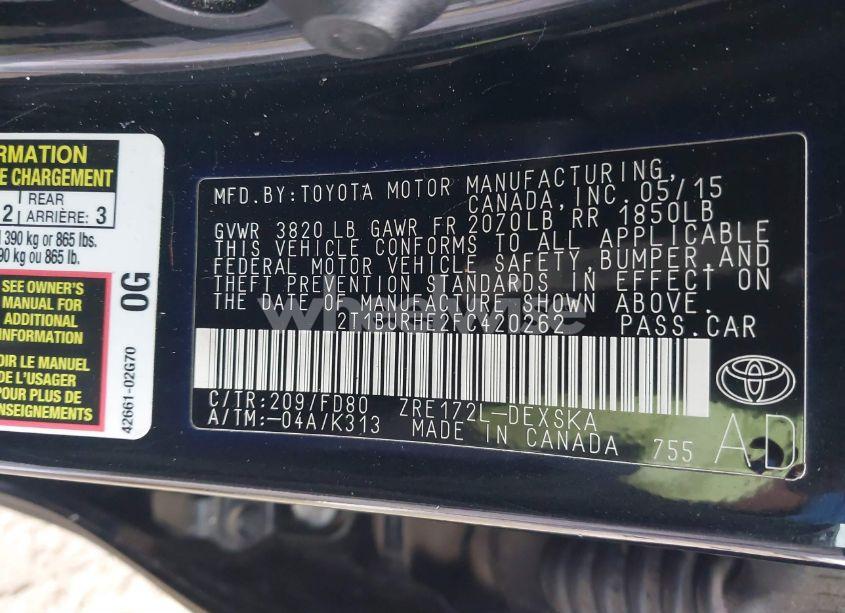 RMATION
E CHARGEMENT
2 REAR ARRIÈRE: 3
390 kg or 865 lbs.
90 kg ou 865 lb.
SEE OWNER'S
MANUAL FOR
ADDITIONAL
INFORMATION
OIR LE MANUEL
DE L'USAGER
POUR PLUS DE
ENSEIGNEMENTS
0G
42661-02G70
MFD.BY:TOYOTA MOTOR MANUFACTURING,
CANADA, INC. 05/15
GVWR 3820 LB GAWR FR 2070LB RR 1850LB
THIS VEHICLE CONFORMS TO ALL APPLICABLE
FEDERAL MOTOR VEHICLE SAFETY,BUMPER,AND
THEFT PREVENTION STANDARDS IN EFFECT ON
THE DATE OF MANUFACTURE SHOWN ABOVE.
PASS.CAR
C/TR:209/FD80 ZRE172L-DEXSKA
A/TM:-04A/K313 MADE IN CANADA 755
AD